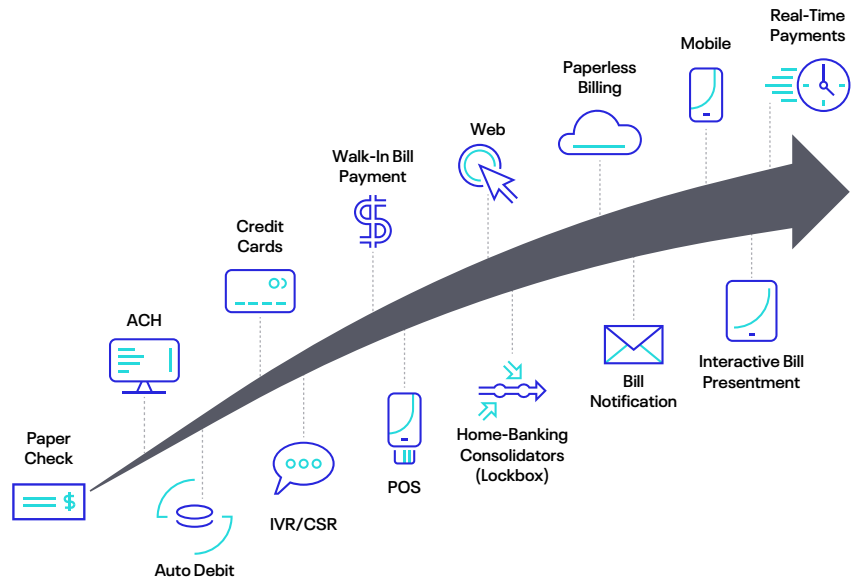 Real-Time
Payments
Mobile
Paperless
Billing
Web
Walk-In Bill
Payment
Credit
Cards
ACH
Paper
Check
$
Auto Debit
IVR/CSR
POS
Home-Banking
Consolidators
(Lockbox)
Bill
Notification
Interactive Bill
Presentment